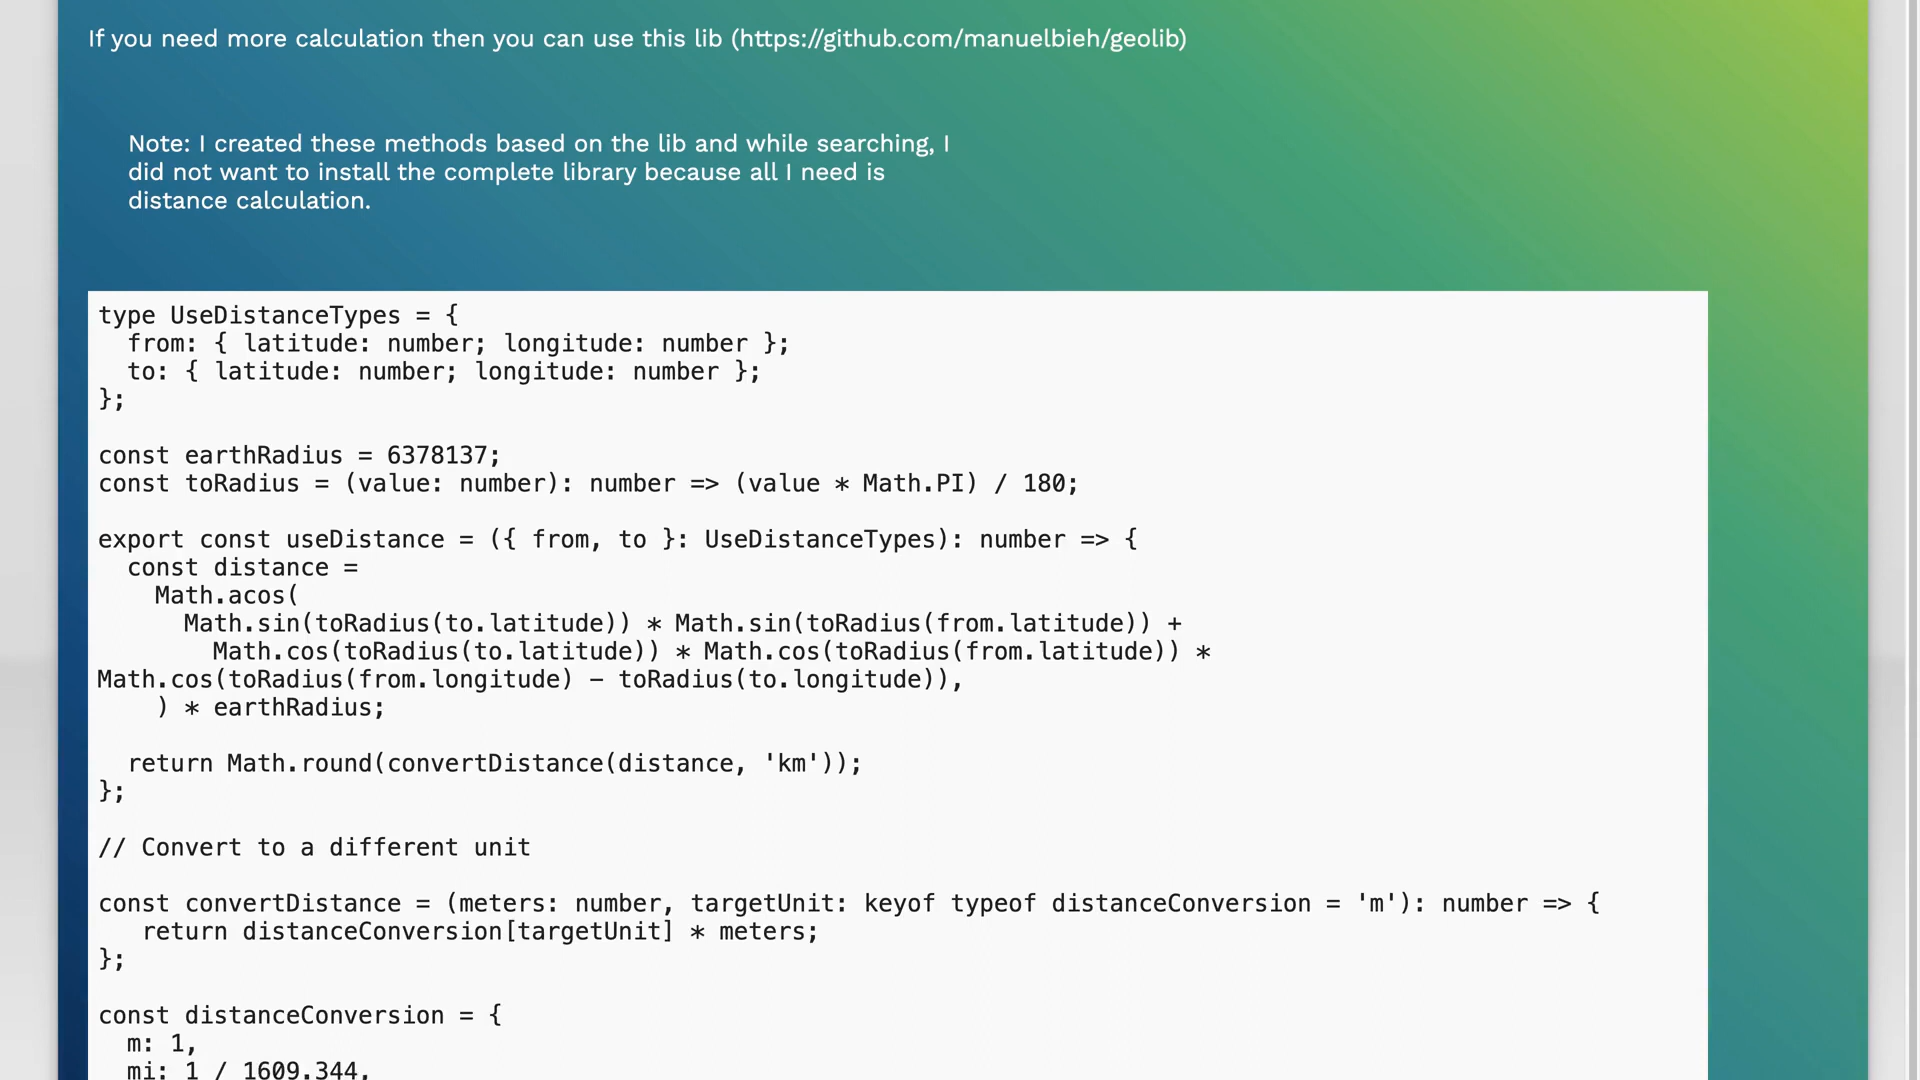 If you need more calculation then you can use this lib (https://github.com/manuelbieh/geolib)
Note: I created these methods based on the lib and while searching, I
did not want to install the complete library because all I need is
distance calculation.
type UseDistanceTypes = {
  from: { latitude: number; longitude: number };
  to: { latitude: number; longitude: number };
};
const earthRadius = 6378137;
const toRadius = (value: number): number => (value * Math.PI) / 180;
export const useDistance = ({ from, to }: UseDistanceTypes): number => {
  const distance =
    Math.acos(
      Math.sin(toRadius(to.latitude)) * Math.sin(toRadius(from.latitude)) +
        Math.cos(toRadius(to.latitude)) * Math.cos(toRadius(from.latitude)) *
Math.cos(toRadius(from.longitude) - toRadius(to.longitude)),
    ) * earthRadius;
  return Math.round(convertDistance(distance, 'km'));
};
// Convert to a different unit
const convertDistance = (meters: number, targetUnit: keyof typeof distanceConversion = 'm'): number => {
   return distanceConversion[targetUnit] * meters;
};
const distanceConversion = {
  m: 1,
  mi: 1 / 1609.344,